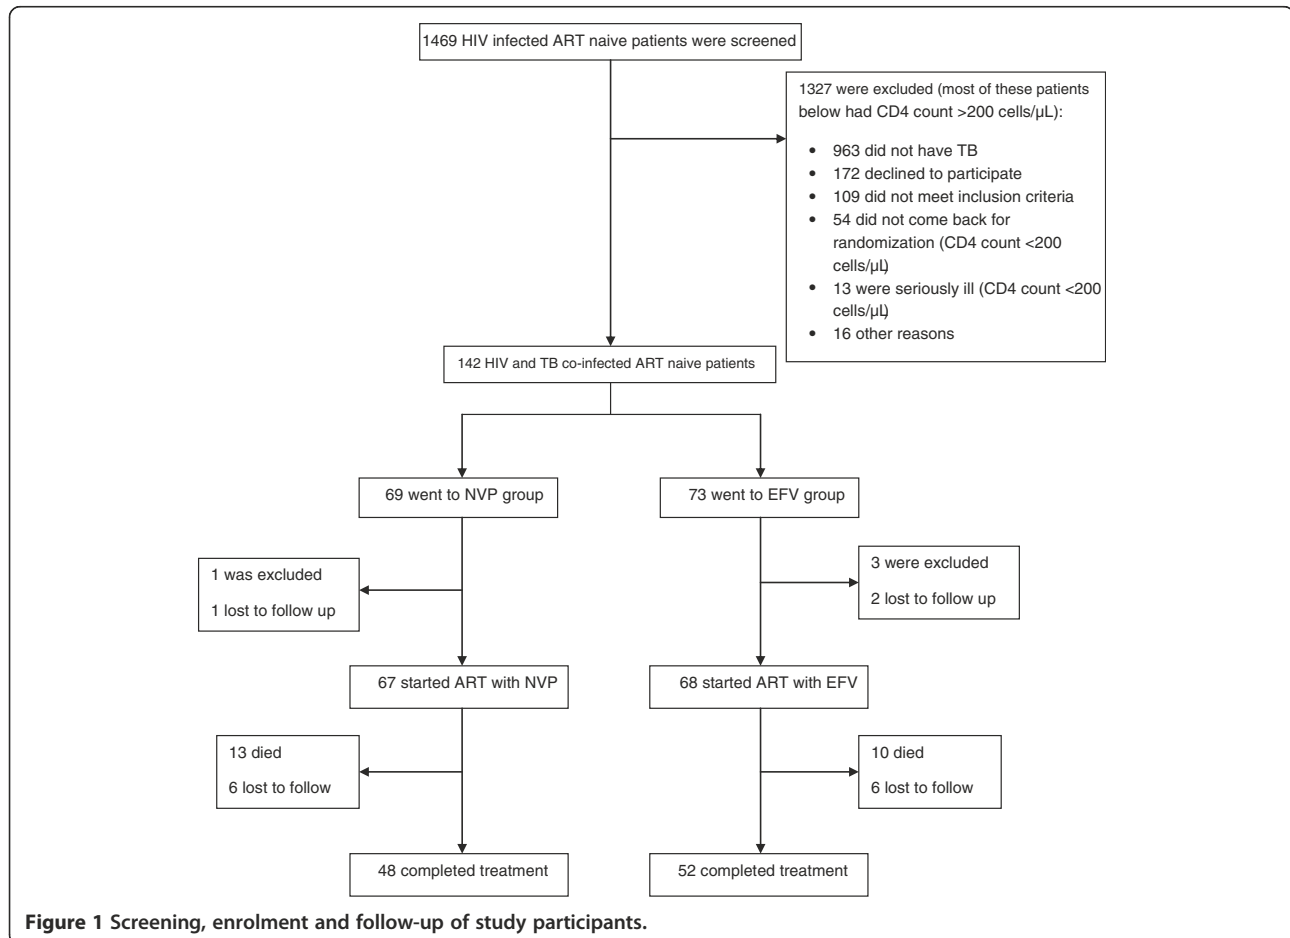 1469 HIV infected ART naive patients were screened
1327 were excluded (most of these patients
below had CD4 count >200 cells/µL):
• 963 did not have TB
• 172 declined to participate
• 109 did not meet inclusion criteria
• 54 did not come back for
randomization (CD4 count <200
cells/µL)
• 13 were seriously ill (CD4 count <200
cells/µL)
• 16 other reasons
142 HIV and TB co-infected ART naive patients
69 went to NVP group
73 went to EFV group
1 was excluded
1 lost to follow up
3 were excluded
2 lost to follow up
67 started ART with NVP
68 started ART with EFV
13 died
6 lost to follow
10 died
6 lost to follow
48 completed treatment
52 completed treatment
Figure 1 Screening, enrolment and follow-up of study participants.